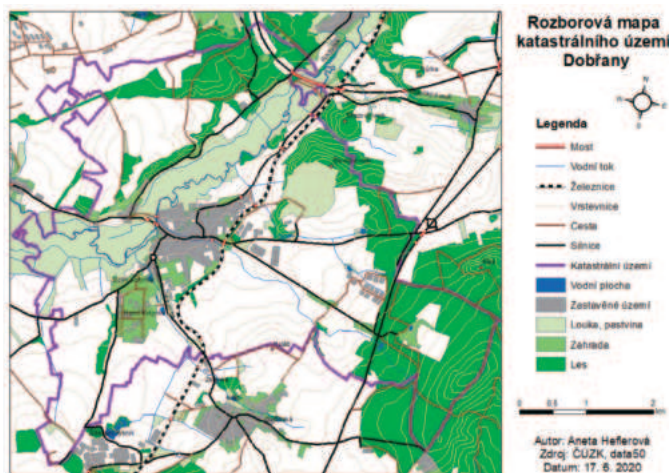 Rozborová mapa
katastrálního území
Dobřany
N
Legenda
Most
Vodní tok
Železnice
Vrstevnice
Cesta
Silnice
Katastrální území
Vodní plocha
Zastavěné území
Louka, pastvina
Zahrada
Les
0 0,5 1 2
Autor: Aneta Heflerová
Zdroj: ČÚZK, data50
Datum: 17. 6. 2020